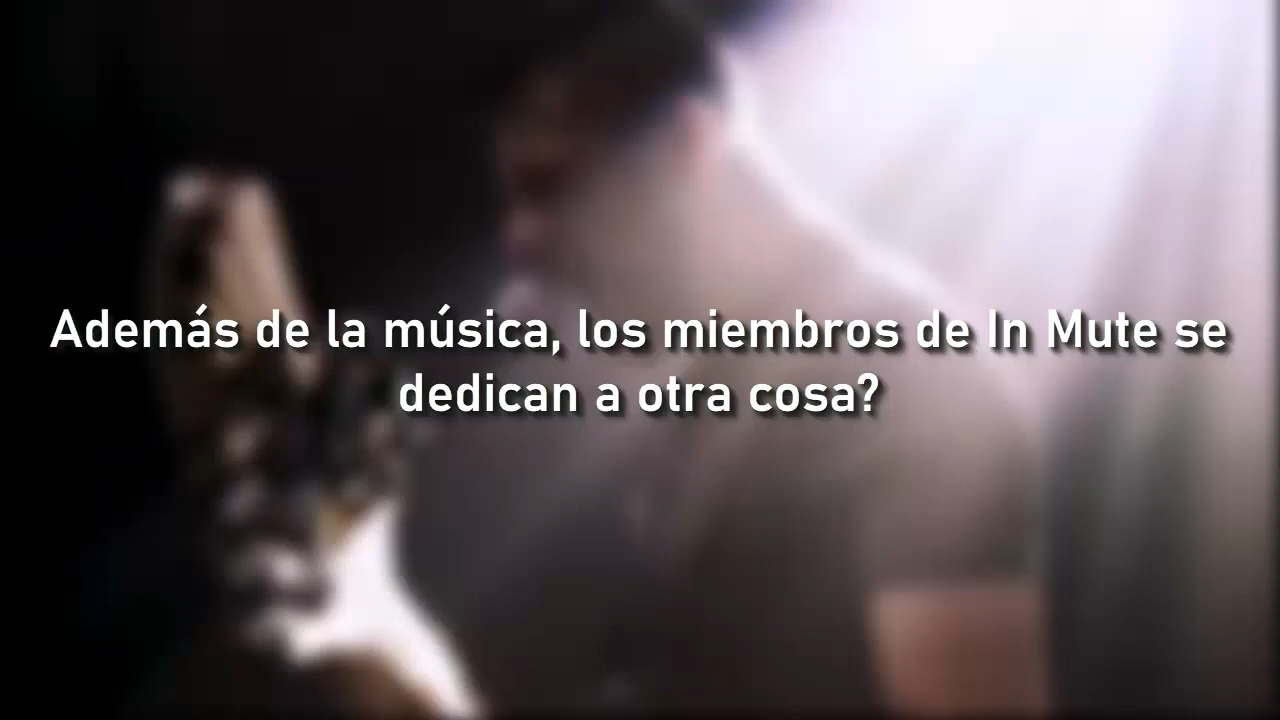 Además de la música, los miembros de In Mute se
dedican a otra cosa?